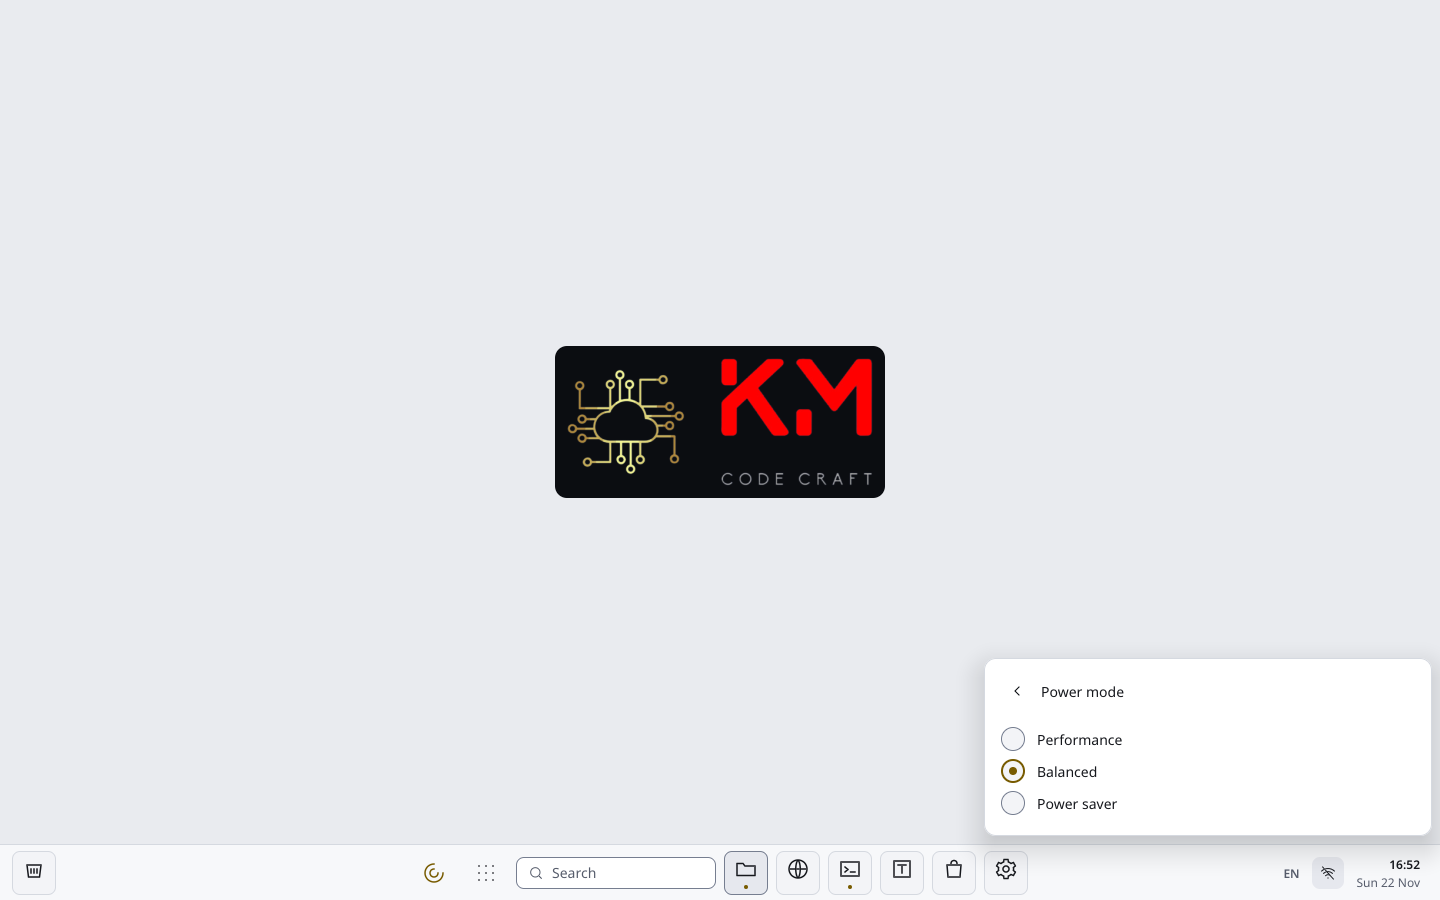 KM
CODE CRAFT
Power mode
Performance
Balanced
Power saver
Search
EN
16:52
Sun 22 Nov